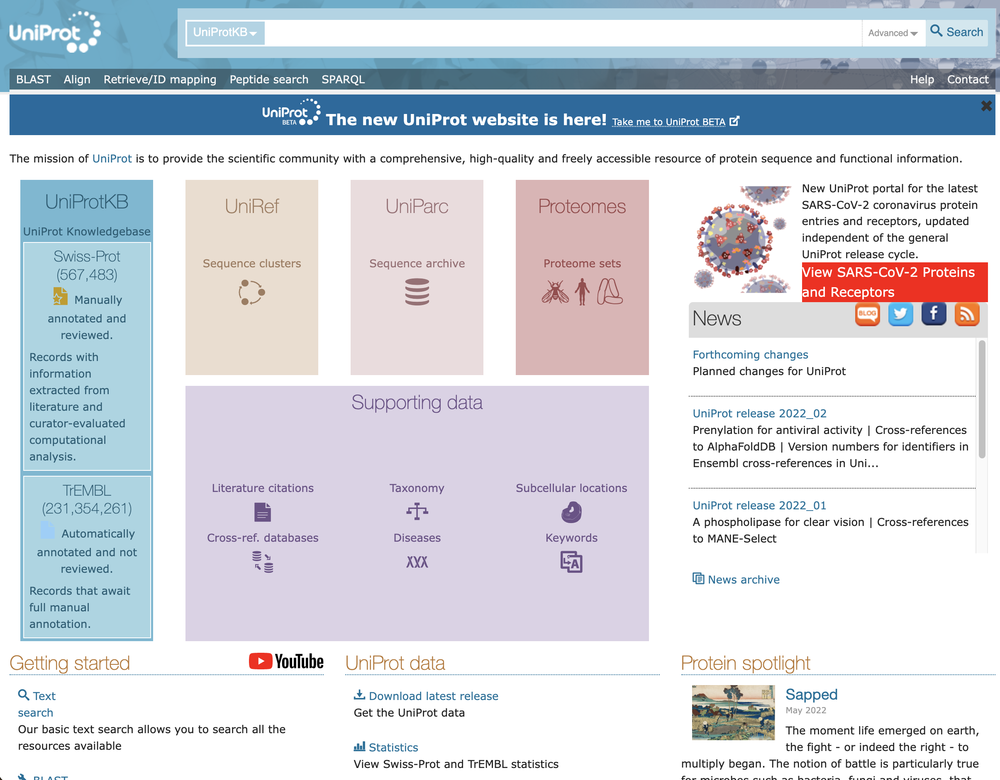 UniProt
UniProtKB
Advanced
Search
BLAST Align Retrieve/ID mapping Peptide search SPARQL
Help Contact
UniProt
BETA
The new UniProt website is here! Take me to UniProt BETA
The mission of UniProt is to provide the scientific community with a comprehensive, high-quality and freely accessible resource of protein sequence and functional information.
UniProtKB
UniProt Knowledgebase
Swiss-Prot
(567,483)
Manually
annotated and
reviewed.
Records with
information
extracted from
literature and
curator-evaluated
computational
analysis.
TrEMBL
(231,354,261)
Automatically
annotated and not
reviewed.
Records that await
full manual
annotation.
UniRef
Sequence clusters
UniParc
Sequence archive
Proteomes
Proteome sets
Supporting data
Literature citations
Taxonomy
Subcellular locations
Cross-ref. databases
Diseases
Keywords
A
New UniProt portal for the latest
SARS-CoV-2 coronavirus protein
entries and receptors, updated
independent of the general
UniProt release cycle.
View SARS-CoV-2 Proteins
and Receptors
News
BLOG
f
Forthcoming changes
Planned changes for UniProt
UniProt release 2022_02
Prenylation for antiviral activity | Cross-references
to AlphaFoldDB | Version numbers for identifiers in
Ensembl cross-references in Uni...
UniProt release 2022_01
A phospholipase for clear vision | Cross-references
to MANE-Select
News archive
Getting started
YouTube
Text
search
Our basic text search allows you to search all the
resources available
BLAST
UniProt data
Download latest release
Get the UniProt data
Statistics
View Swiss-Prot and TrEMBL statistics
Protein spotlight
Sapped
May 2022
The moment life emerged on earth,
the fight - or indeed the right - to
multiply began. The notion of battle is particularly true
for microbes such as bacteria, fungi and viruses, that